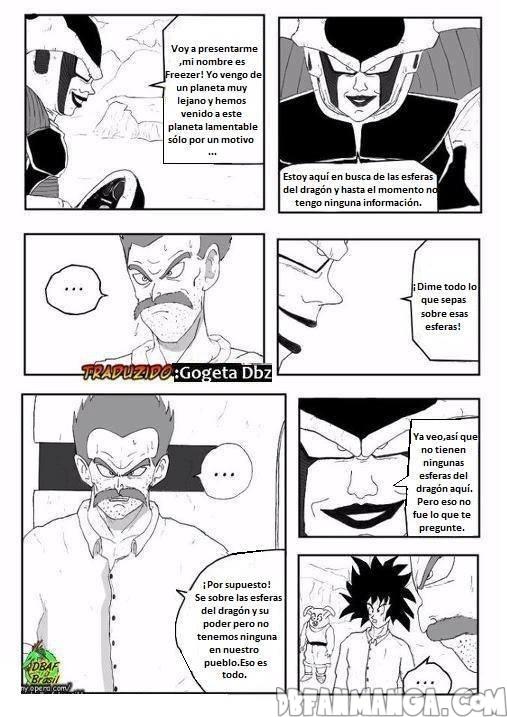 Voy a presentarme
,mi nombre es
Freezer! Yo vengo de
un planeta muy
lejano y hemos
venido a este
planeta lamentable
sólo por un motivo
...
Estoy aquí en busca de las esferas
del dragón y hasta el momento no
tengo ninguna información.
...
¡Dime todo lo
que sepas
sobre esas
esferas!
TRADUZIDO:Gogeta Dbz
...
Ya veo,así que
no tienen
ningunas
esferas del
dragón aquí.
Pero eso no
fue lo que te
pregunte.
¡Por supuesto!
Se sobre las esferas
del dragón y su
poder pero no
tenemos ninguna
en nuestro
pueblo.Eso es
todo.
...
DBAF
Brasil
my.opera.com/
DBFANMANGA.COM